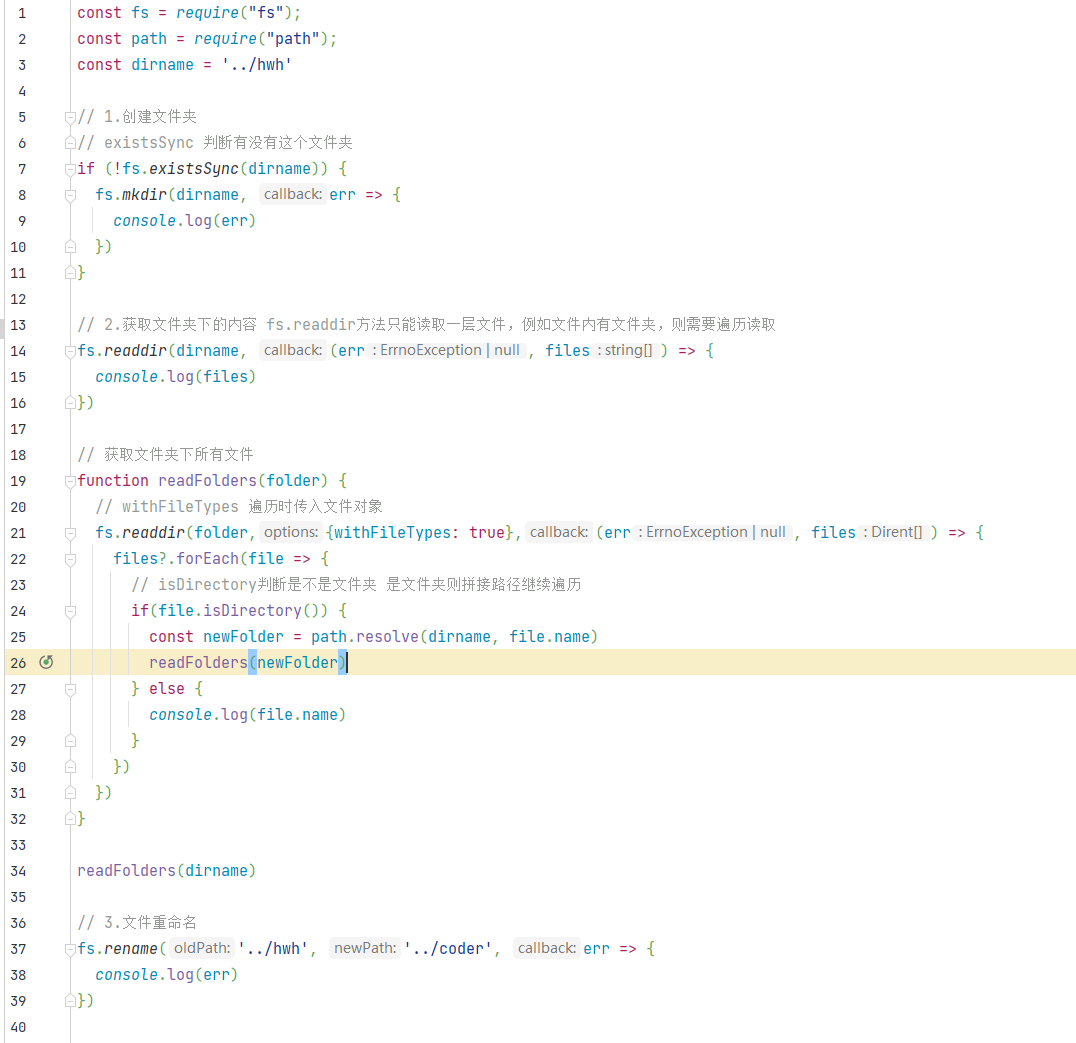 1 const fs = require("fs");
2 const path = require("path");
3 const dirname = '../hwh'
4
5 // 1.创建文件夹
6 // existsSync 判断有没有这个文件夹
7 if (!fs.existsSync(dirname)) {
8 fs.mkdir(dirname, callback: err => {
9 console.log(err)
10 })
11 }
12
13 // 2.获取文件夹下的内容 fs.readdir方法只能读取一层文件，例如文件内有文件夹，则需要遍历读取
14 fs.readdir(dirname, callback: (err : ErrnoException | null , files : string[] ) => {
15 console.log(files)
16 })
17
18 // 获取文件夹下所有文件
19 function readFolders(folder) {
20 // withFileTypes 遍历时传入文件对象
21 fs.readdir(folder, options: {withFileTypes: true}, callback: (err : ErrnoException | null , files : Dirent[] ) => {
22 files?.forEach(file => {
23 // isDirectory判断是不是文件夹 是文件夹则拼接路径继续遍历
24 if(file.isDirectory()) {
25 const newFolder = path.resolve(dirname, file.name)
26 readFolders(newFolder)
27 } else {
28 console.log(file.name)
29 }
30 })
31 })
32 }
33
34 readFolders(dirname)
35
36 // 3.文件重命名
37 fs.rename( oldPath: '../hwh', newPath: '../coder', callback: err => {
38 console.log(err)
39 })
40